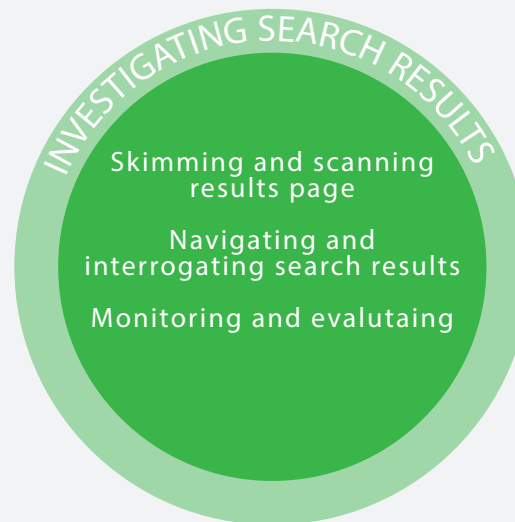 INVESTIGATING SEARCH RESULTS
Skimming and scanning
results page
Navigating and
interrogating search results
Monitoring and evalutaing